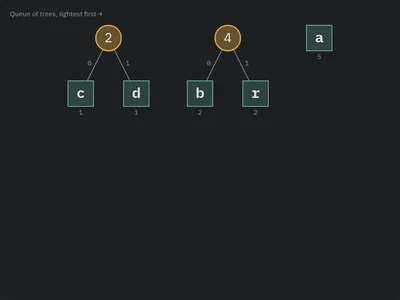 Queue of trees, lightest first →
2 4 a
5
0 1 0 1
c d b r
1 1 2 2